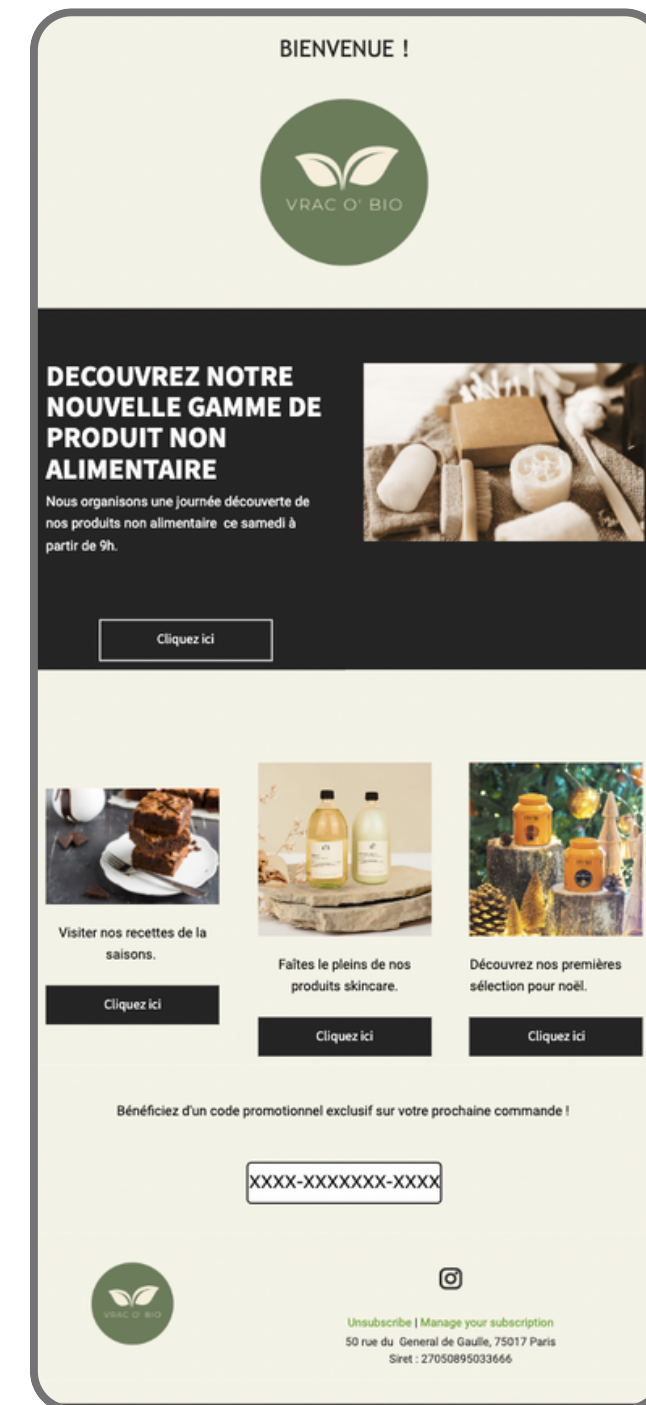 BIENVENUE !
VRAC O' BIO
DECOUVREZ NOTRE
NOUVELLE GAMME DE
PRODUIT NON
ALIMENTAIRE
Nous organisons une journée découverte de
nos produits non alimentaire  ce samedi à
partir de 9h.
Cliquez ici
Visiter nos recettes de la
saisons.
Cliquez ici
Faîtes le pleins de nos
produits skincare.
Cliquez ici
Découvrez nos premières
sélection pour noël.
Cliquez ici
Bénéficiez d'un code promotionnel exclusif sur votre prochaine commande !
XXXX-XXXXXXX-XXXX
VRAC O' BIO
Unsubscribe | Manage your subscription
50 rue du  General de Gaulle, 75017 Paris
Siret : 27050895033666